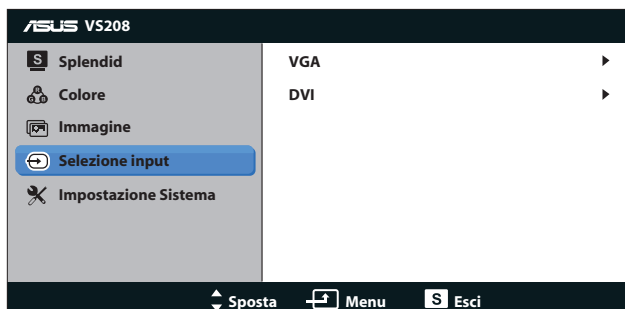 ASUS VS208
S Splendid
VGA
R G B Colore
DVI
Immagine
Selezione input
Impostazione Sistema
Sposta Menu S Esci